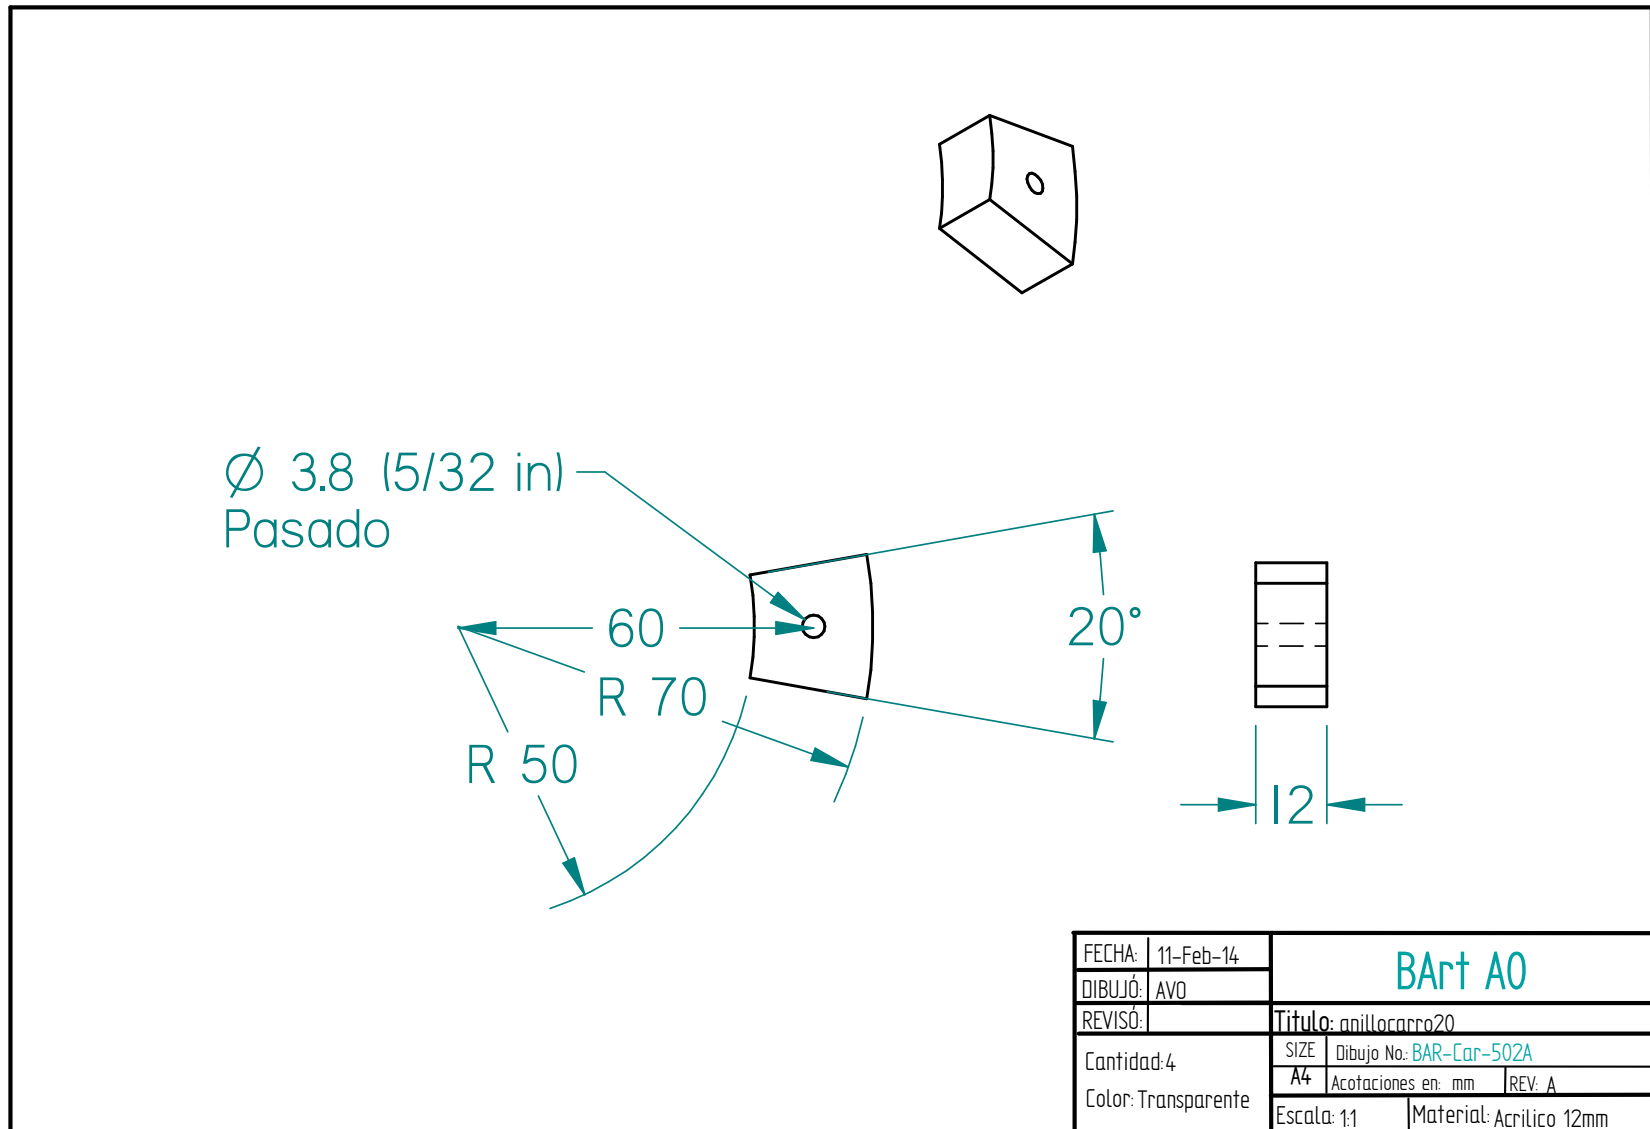 Ø 3.8 (5/32 in)
Pasado
60
R 70
R 50
20°
12
FECHA: 11-Feb-14
DIBUJÓ: AVO
REVISÓ:
Cantidad: 4
Color: Transparente
BArt A0
Titulo: anillocarro20
SIZE
A4
Dibujo No.: BAR-Car-502A
Acotaciones en: mm
REV: A
Escala: 1:1
Material: Acrilico 12mm